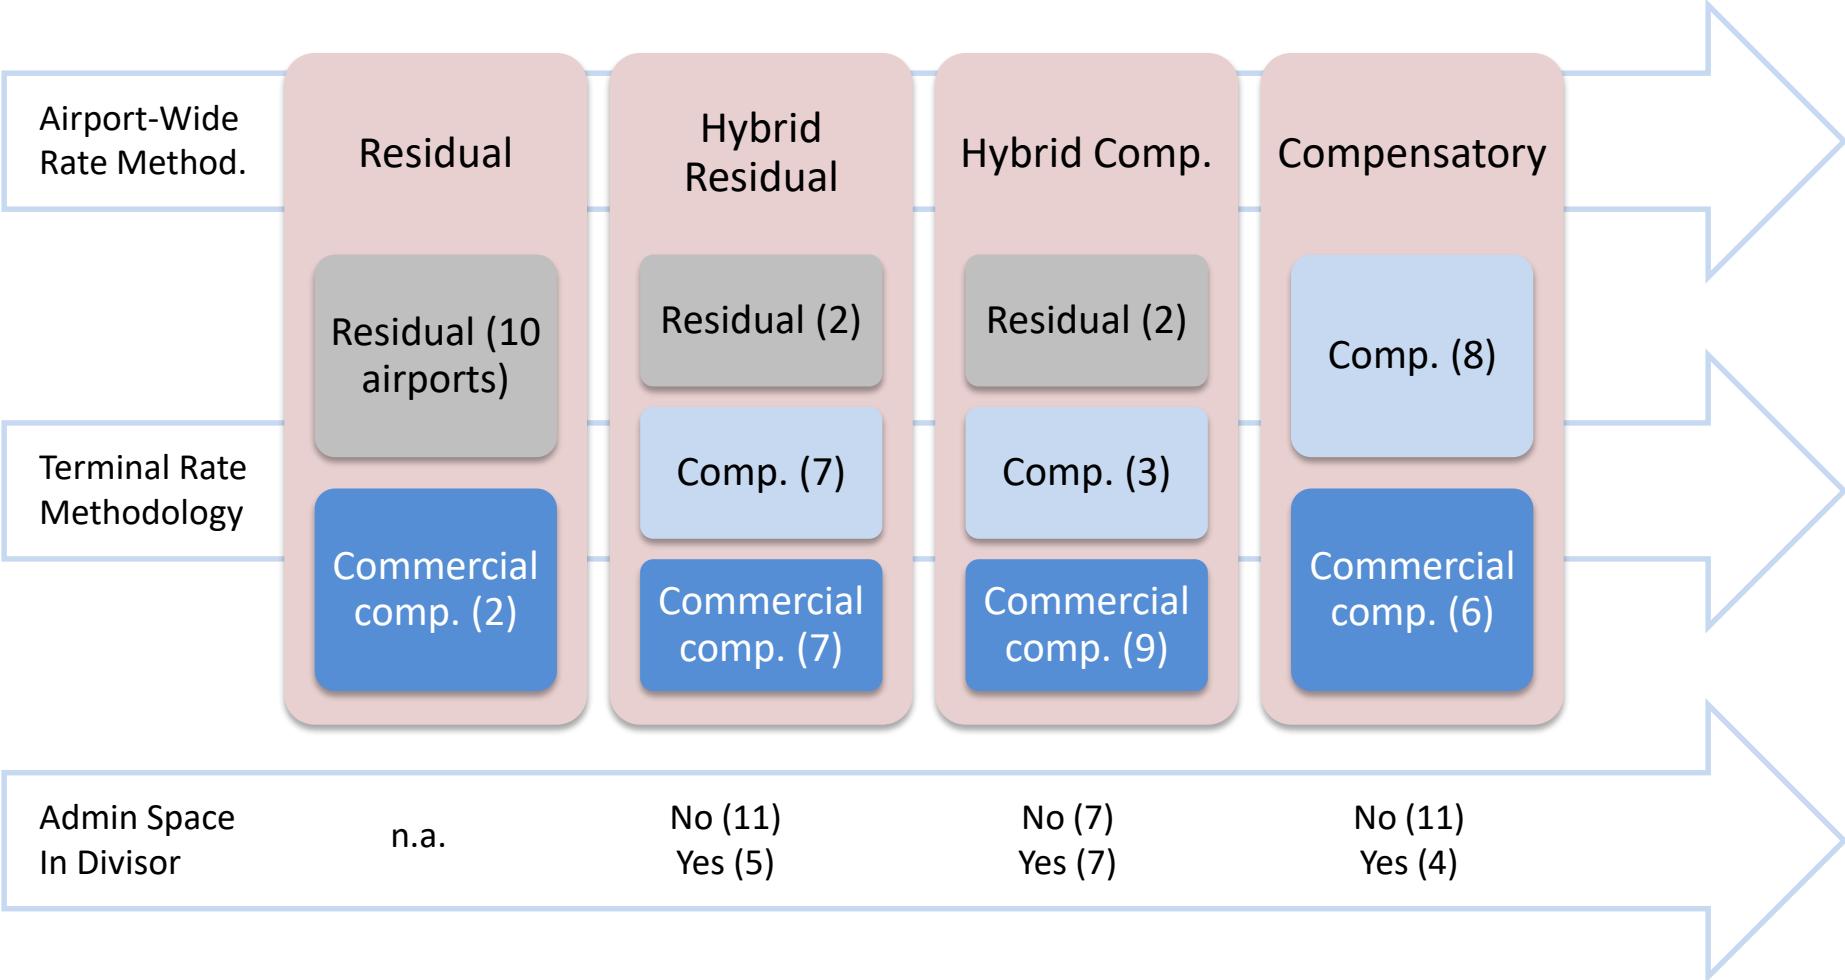 Airport-Wide
Rate Method.
Residual
Hybrid
Residual
Hybrid Comp.
Compensatory
Terminal Rate
Methodology
Residual (10
airports)
Commercial
comp. (2)
Residual (2)
Comp. (7)
Commercial
comp. (7)
Residual (2)
Comp. (3)
Commercial
comp. (9)
Comp. (8)
Commercial
comp. (6)
Admin Space
In Divisor
n.a.
No (11)
Yes (5)
No (7)
Yes (7)
No (11)
Yes (4)